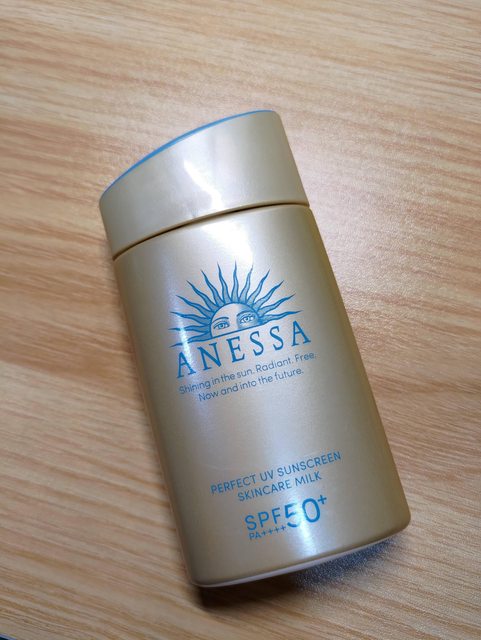 ANESSA
Shining in the sun. Radiant. Free.
Now and into the future.
PERFECT UV SUNSCREEN
SKINCARE MILK
SPF50+
PA++++